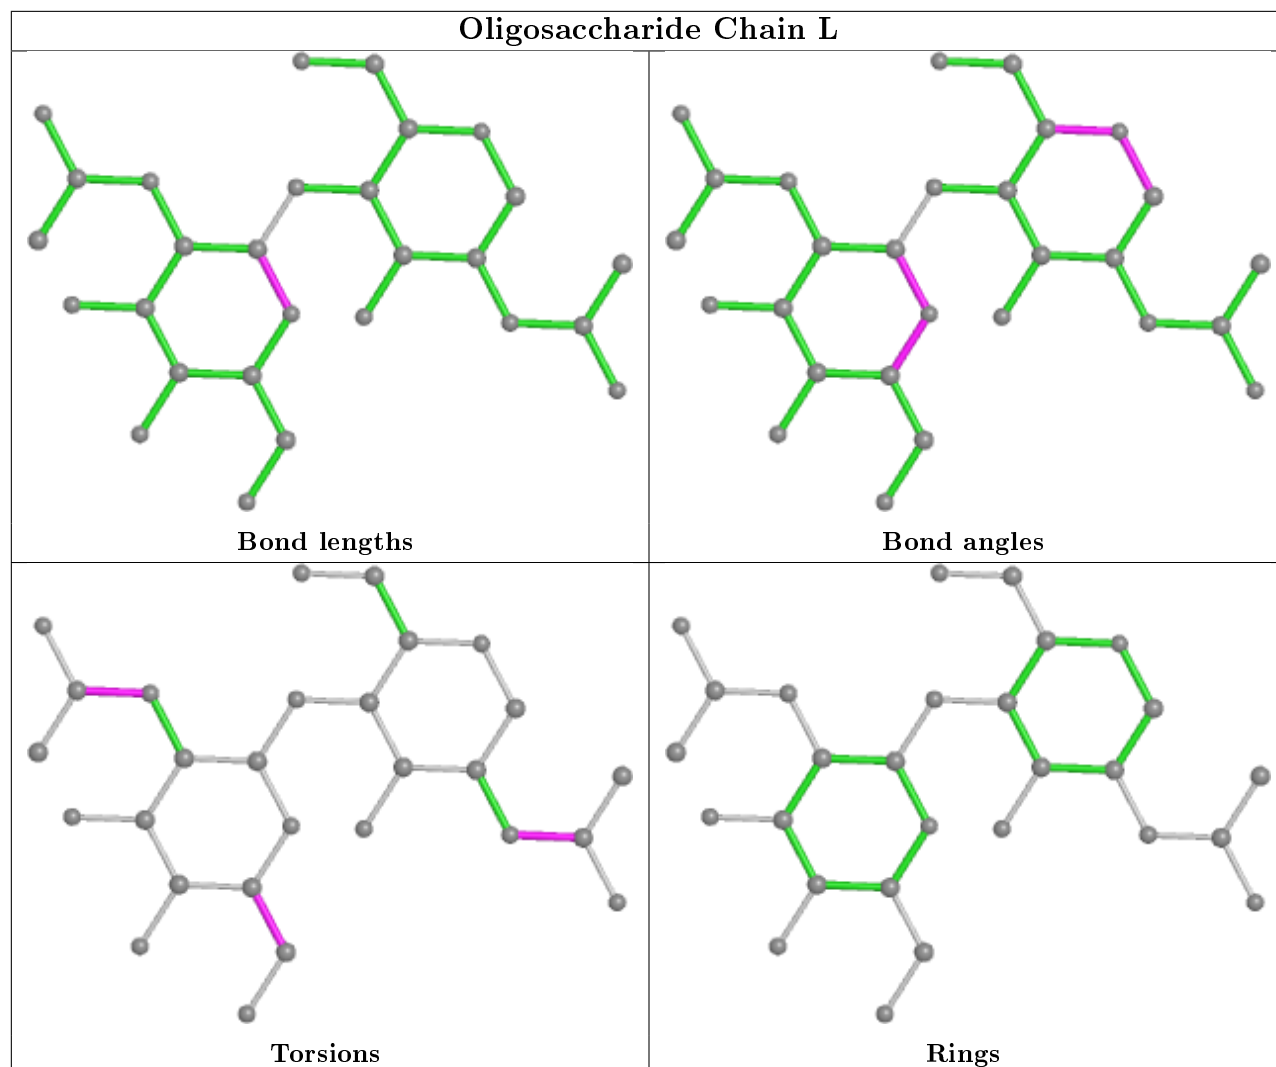 Oligosaccharide Chain L
Bond lengths
Bond angles
Torsions
Rings